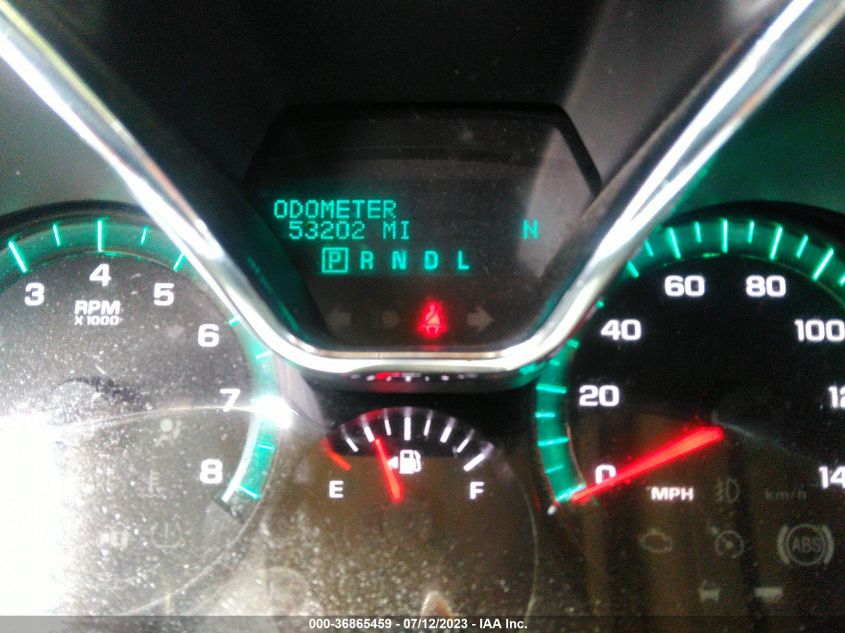 ODOMETER
53202 MI N
P R N D L
3 4 5 6 7 8
RPM
X 1000
E F
0 20 40 60 80 100
MPH
km/h
ABS
000-36865459 - 07/12/2023 - IAA Inc.